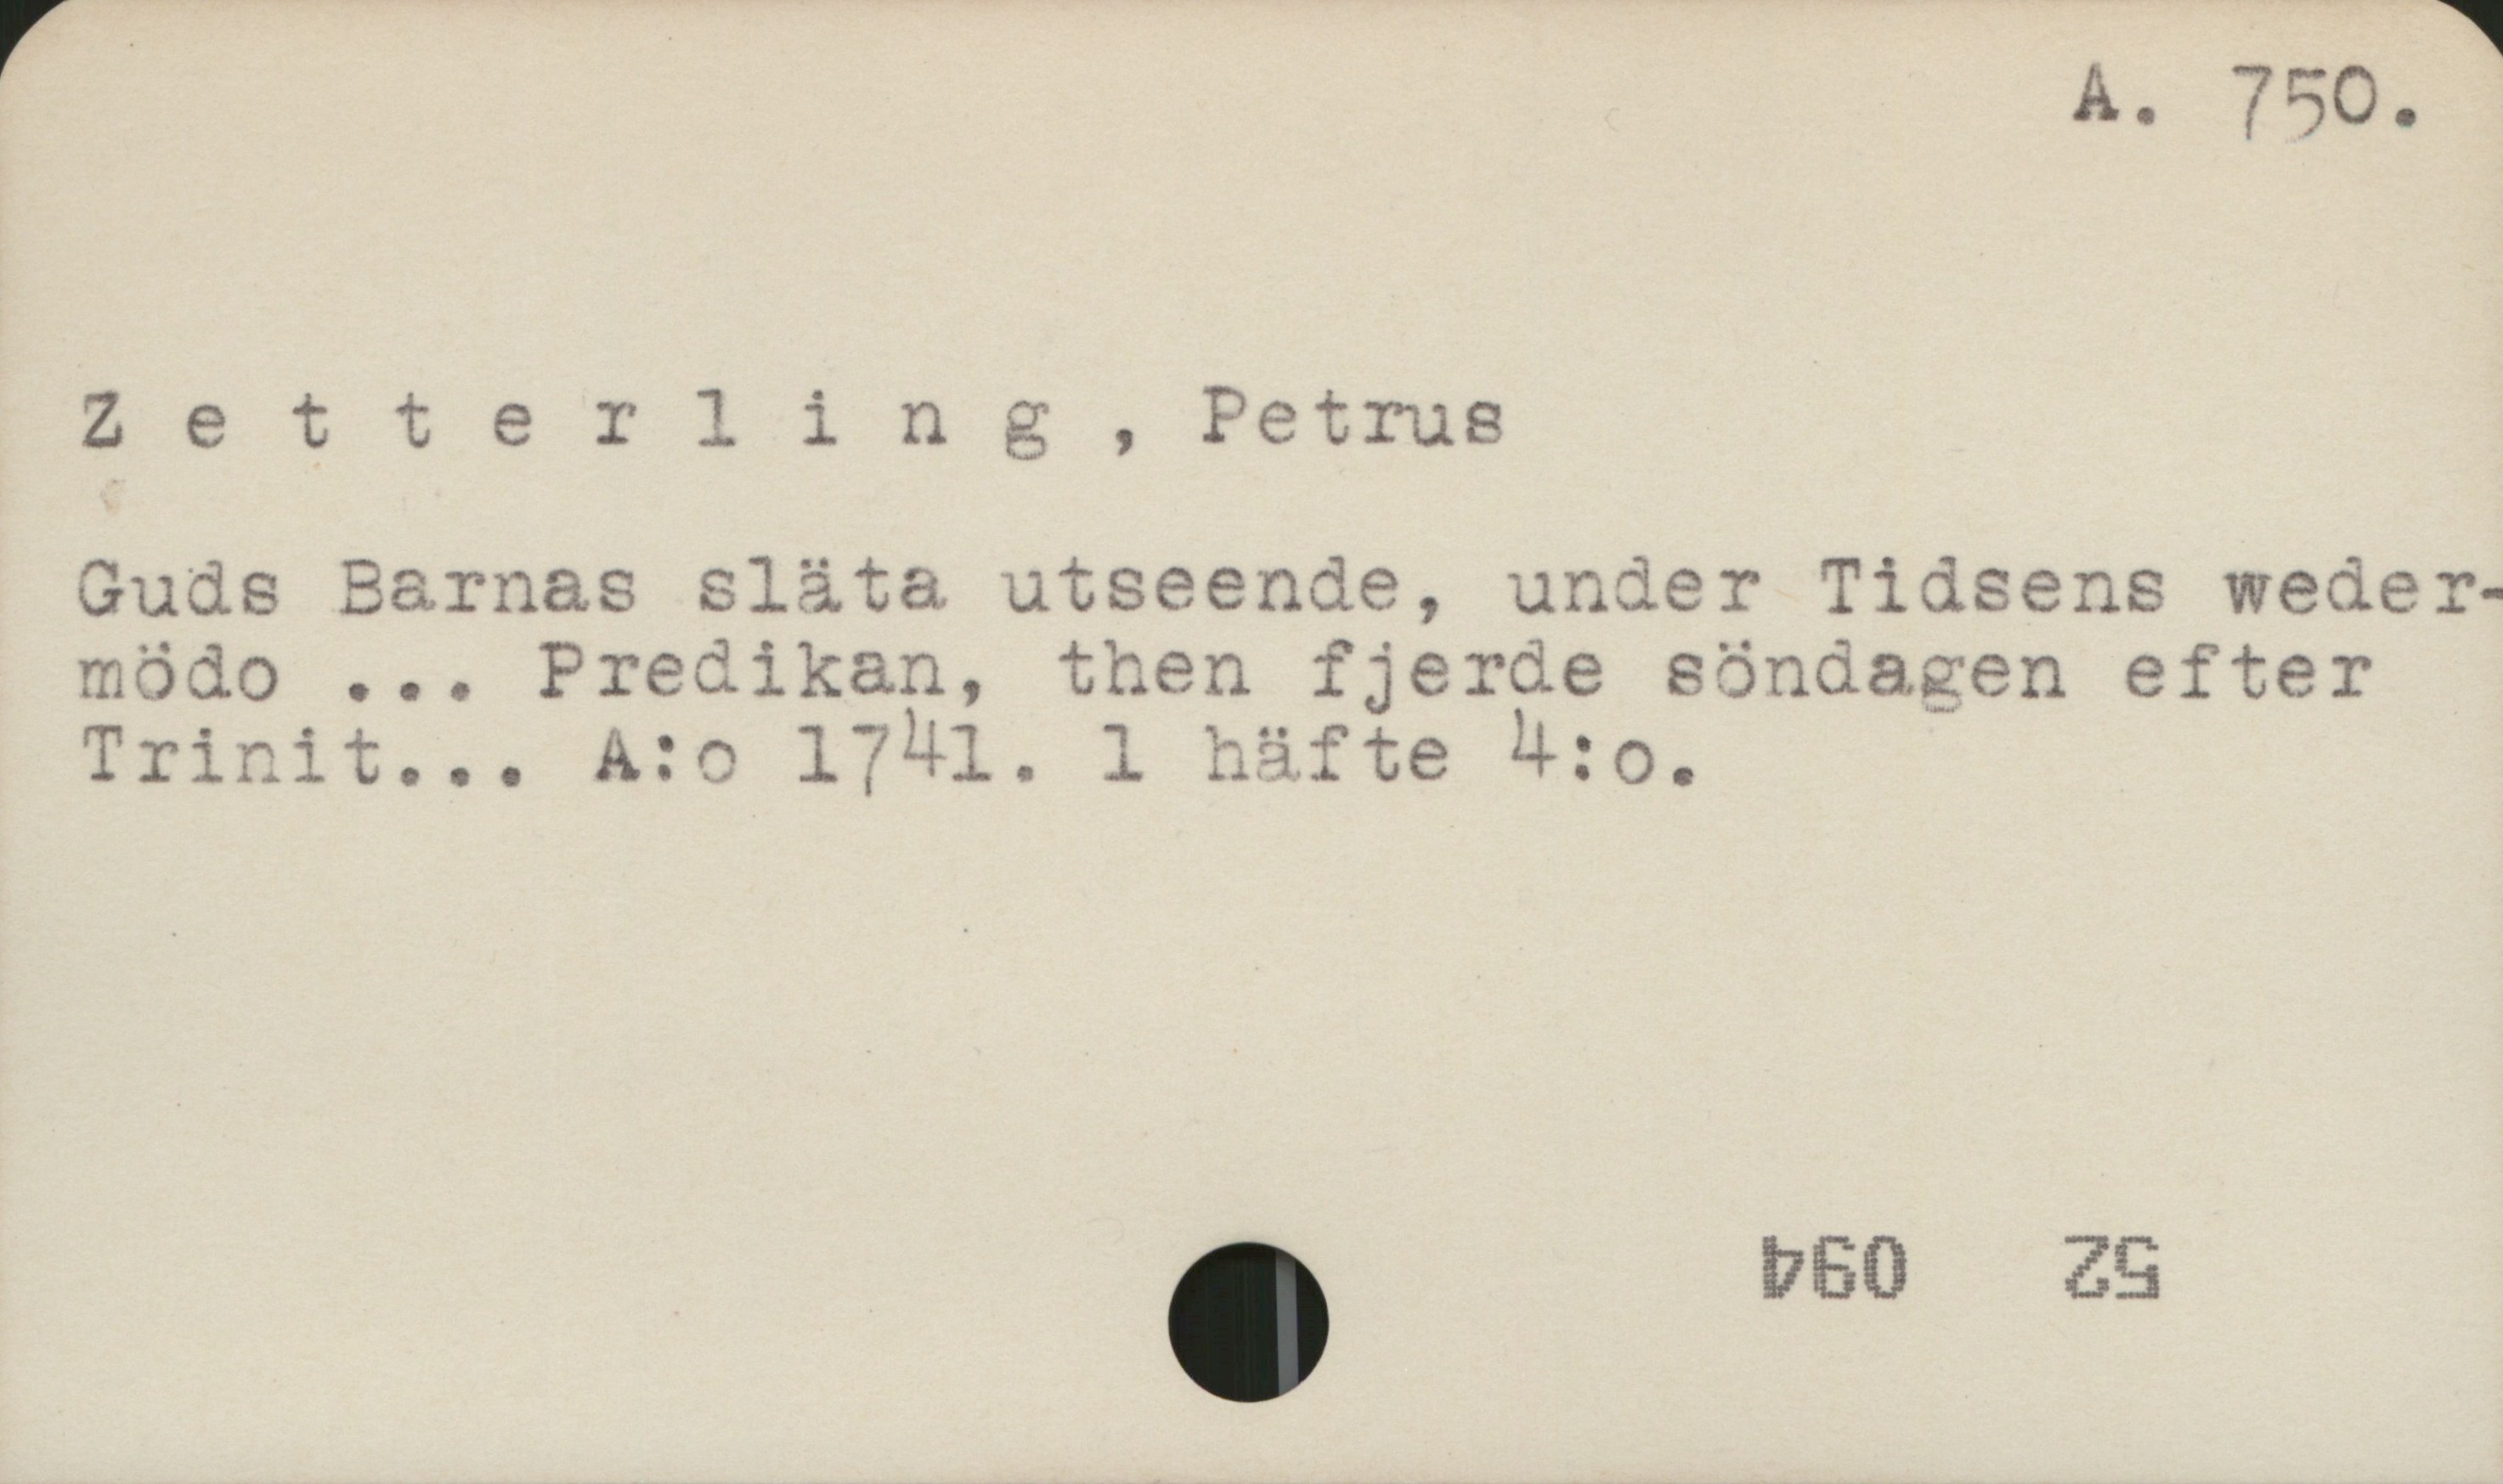 A. 750.
Z e t t e r l i n g , Petrus
Guds Barnas släta utseende, under Tidsens weder-
mödo ... Predikan, then fjerde söndagen efter
Trinit... A:o 1741. 1 häfte 4:o.
52 094